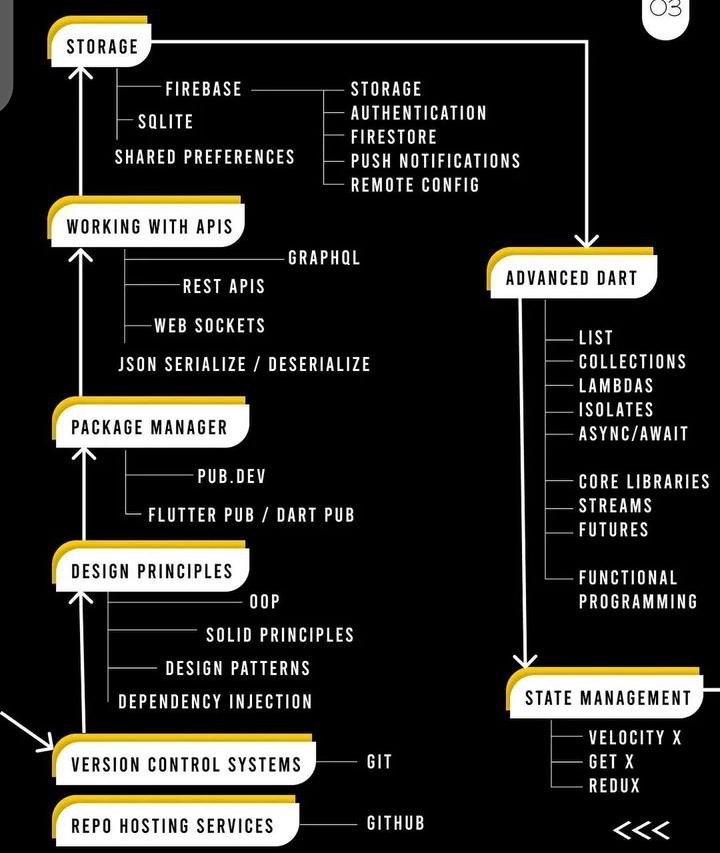 03
STORAGE
FIREBASE
SQLITE
SHARED PREFERENCES
STORAGE
AUTHENTICATION
FIRESTORE
PUSH NOTIFICATIONS
REMOTE CONFIG
WORKING WITH APIS
GRAPHQL
REST APIS
WEB SOCKETS
JSON SERIALIZE / DESERIALIZE
PACKAGE MANAGER
PUB.DEV
FLUTTER PUB / DART PUB
DESIGN PRINCIPLES
OOP
SOLID PRINCIPLES
DESIGN PATTERNS
DEPENDENCY INJECTION
VERSION CONTROL SYSTEMS
GIT
REPO HOSTING SERVICES
GITHUB
ADVANCED DART
LIST
COLLECTIONS
LAMBDAS
ISOLATES
ASYNC/AWAIT
CORE LIBRARIES
STREAMS
FUTURES
FUNCTIONAL
PROGRAMMING
STATE MANAGEMENT
VELOCITY X
GET X
REDUX